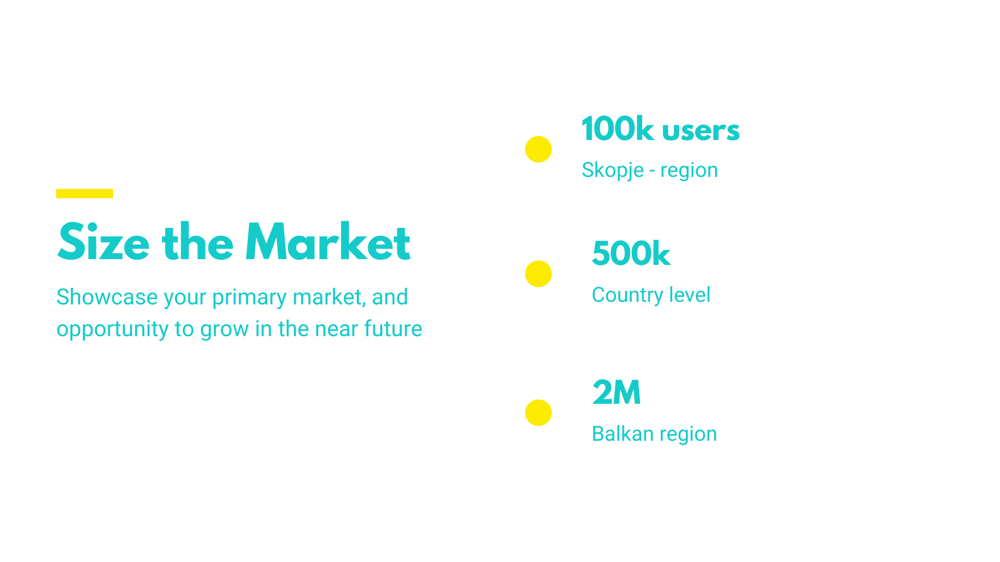 Size the Market
Showcase your primary market, and
opportunity to grow in the near future
100k users
Skopje - region
500k
Country level
2M
Balkan region